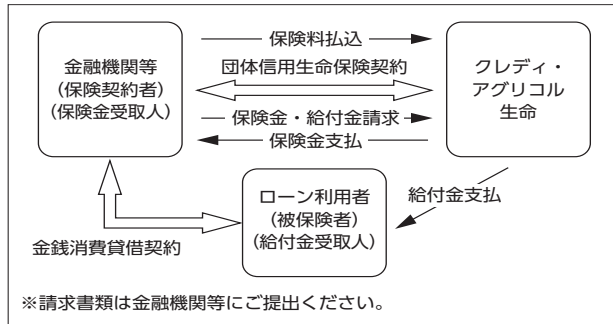 保険料払込
団体信用生命保険契約
金融機関等
(保険契約者)
(保険金受取人)
クレディ・
アグリコル
生命
保険金・給付金請求
保険金支払
ローン利用者
(被保険者)
(給付金受取人)
給付金支払
金銭消費貸借契約
※請求書類は金融機関等にご提出ください。